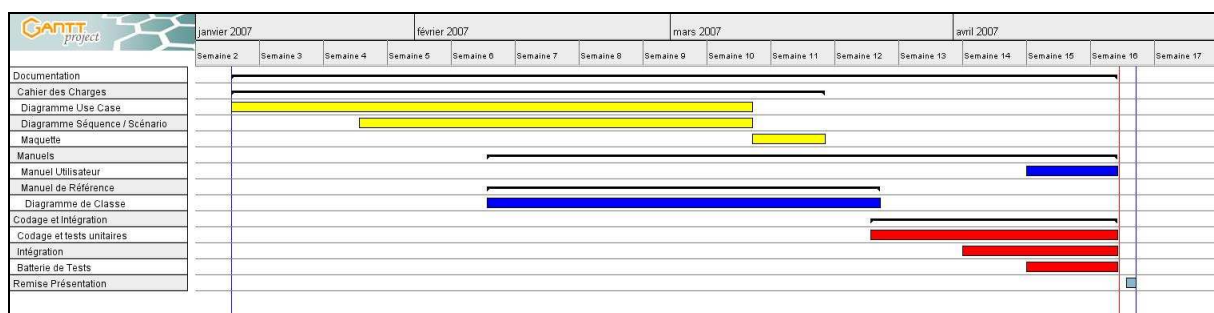 GANTT
project
janvier 2007 février 2007 mars 2007 avril 2007
Semaine 2 Semaine 3 Semaine 4 Semaine 5 Semaine 6 Semaine 7 Semaine 8 Semaine 9 Semaine 10 Semaine 11 Semaine 12 Semaine 13 Semaine 14 Semaine 15 Semaine 16 Semaine 17
Documentation
Cahier des Charges
Diagramme Use Case
Diagramme Séquence / Scénario
Maquette
Manuels
Manuel Utilisateur
Manuel de Référence
Diagramme de Classe
Codage et Intégration
Codage et tests unitaires
Intégration
Batterie de Tests
Remise Présentation